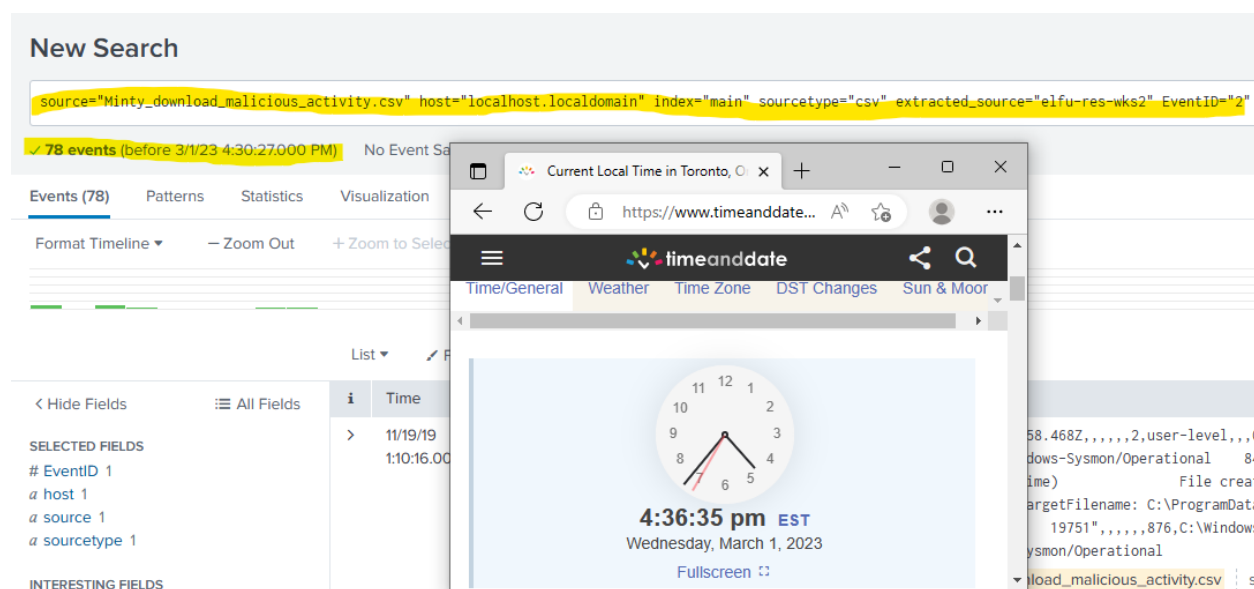 New Search
source="Minty_download_malicious_activity.csv" host="localhost.localdomain" index="main" sourcetype="csv" extracted_source="elfu-res-wks2" EventID="2"
✓ 78 events (before 3/1/23 4:30:27.000 PM) No Event Sa
Events (78) Patterns Statistics Visualization
Format Timeline ▾ — Zoom Out + Zoom to Selec
List ▾
< Hide Fields All Fields
i Time
SELECTED FIELDS
# EventID 1
a host 1
a source 1
a sourcetype 1
INTERESTING FIELDS
> 11/19/19
1:10:16.00
Current Local Time in Toronto, O
https://www.timeanddate...
timeanddate
Time/General Weather Time Zone DST Changes Sun & Moor
12
1
2
3
4
5
6
7
8
9
10
11
4:36:35 pm EST
Wednesday, March 1, 2023
Fullscreen
58.468Z,,,,,,2,user-level,,,
dows-Sysmon/Operational 84
ime) File creat
argetFilename: C:\ProgramData
19751",,,,,,876,C:\Windows
ysmon/Operational
load_malicious_activity.csv s